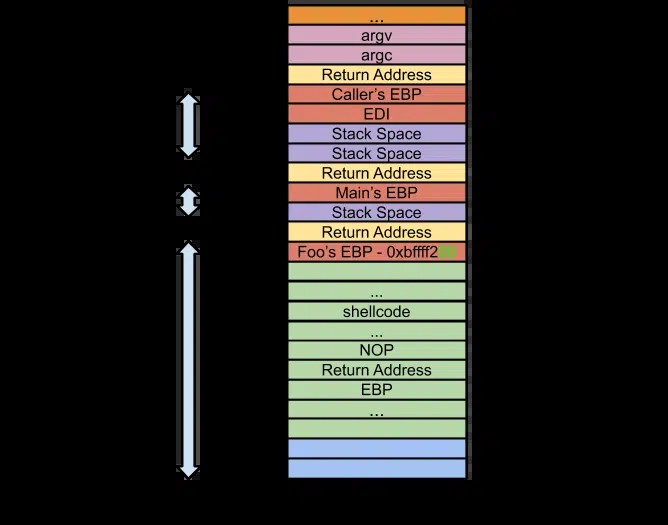 ...
argv
argc
Return Address
Caller's EBP
EDI
Stack Space
Stack Space
Return Address
Main's EBP
Stack Space
Return Address
Foo's EBP - 0xbffff200
...
shellcode
...
NOP
Return Address
EBP
...